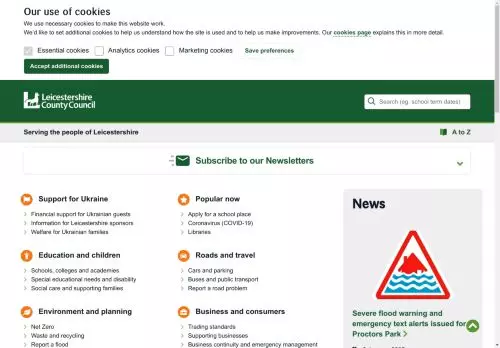 Our use of cookies
We use necessary cookies to make this website work.
We'd like to set additional cookies to help us understand how the site is used and to help us make improvements. Our cookies page explains this in more detail.
Essential cookies Analytics cookies Marketing cookies Save preferences
Accept additional cookies
Leicestershire
County Council
Search (eg. school term dates)
Serving the people of Leicestershire
A to Z
Subscribe to our Newsletters
Support for Ukraine
Financial support for Ukrainian guests
Information for Leicestershire sponsors
Welfare for Ukrainian families
Popular now
Apply for a school place
Coronavirus (COVID-19)
Libraries
Education and children
Schools, colleges and academies
Special educational needs and disability
Social care and supporting families
Roads and travel
Cars and parking
Buses and public transport
Report a road problem
Environment and planning
Net Zero
Waste and recycling
Report a flood
Business and consumers
Trading standards
Supporting businesses
Business continuity and emergency management
News
Severe flood warning and
emergency text alerts issued for
Proctors Park